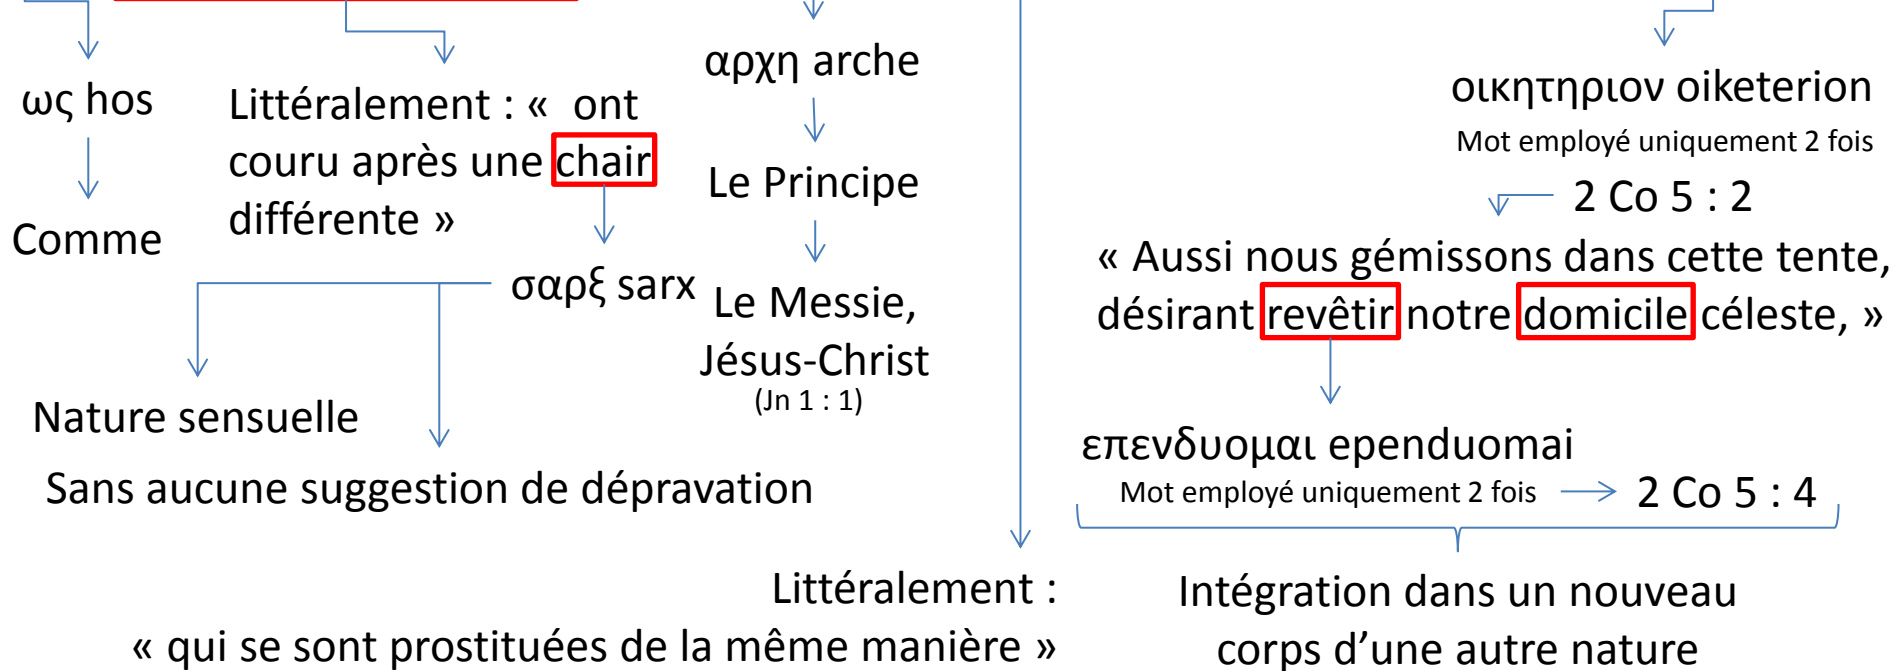 ως hos
Comme
Littéralement : « ont
couru après une chair
différente »
σαρξ sarx
Nature sensuelle
Sans aucune suggestion de dépravation
αρχη arche
Le Principe
Le Messie,
Jésus-Christ
(Jn 1 : 1)
Littéralement :
« qui se sont prostituées de la même manière »
οικητηριον oiketerion
Mot employé uniquement 2 fois
2 Co 5 : 2
« Aussi nous gémissons dans cette tente,
désirant revêtir notre domicile céleste, »
επενδυομαι ependuomai
Mot employé uniquement 2 fois
2 Co 5 : 4
Intégration dans un nouveau
corps d’une autre nature